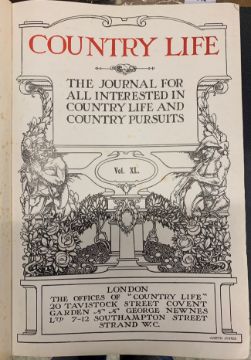 COUNTRY LIFE
THE JOURNAL FOR
ALL INTERESTED IN
COUNTRY LIFE AND
COUNTRY PURSUITS
Vol. XL.
LONDON
THE OFFICES OF "COUNTRY LIFE"
20 TAVISTOCK STREET COVENT
GARDEN GEORGE NEWNES
LTD 7-12 SOUTHAMPTON STREET
STRAND W.C.